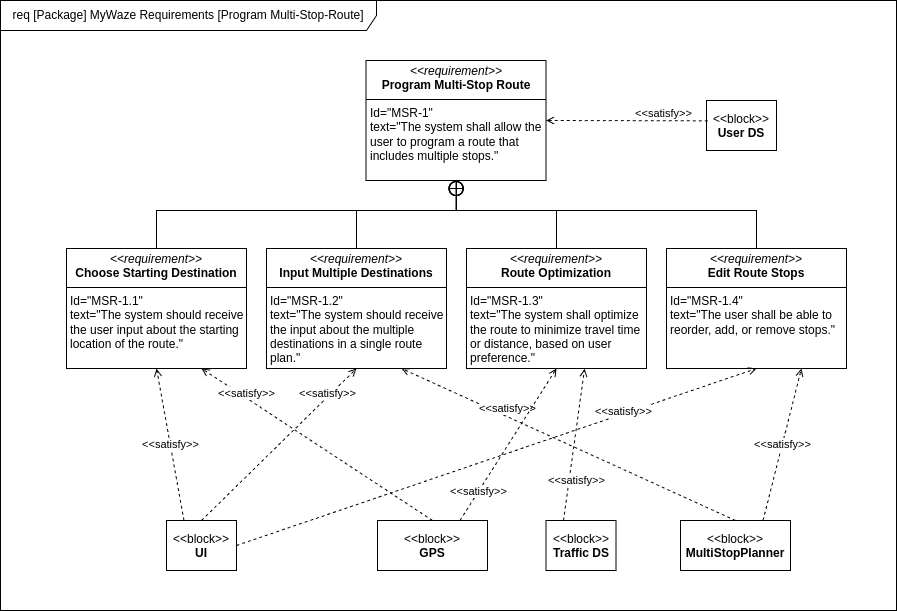 req [Package] MyWaze Requirements [Program Multi-Stop-Route]
<<requirement>>
Program Multi-Stop Route
Id="MSR-1"
text="The system shall allow the
user to program a route that
includes multiple stops."
<<satisfy>>
<<block>>
User DS
<<requirement>>
Choose Starting Destination
Id="MSR-1.1"
text="The system should receive
the user input about the starting
location of the route."
<<requirement>>
Input Multiple Destinations
Id="MSR-1.2"
text="The system should receive
the input about the multiple
destinations in a single route
plan."
<<requirement>>
Route Optimization
Id="MSR-1.3"
text="The system shall optimize
the route to minimize travel time
or distance, based on user
preference."
<<requirement>>
Edit Route Stops
Id="MSR-1.4"
text="The user shall be able to
reorder, add, or remove stops."
<<satisfy>>
<<satisfy>>
<<satisfy>>
<<satisfy>>
<<satisfy>>
<<satisfy>>
<<satisfy>>
<<satisfy>>
<<block>>
UI
<<block>>
GPS
<<block>>
Traffic DS
<<block>>
MultiStopPlanner